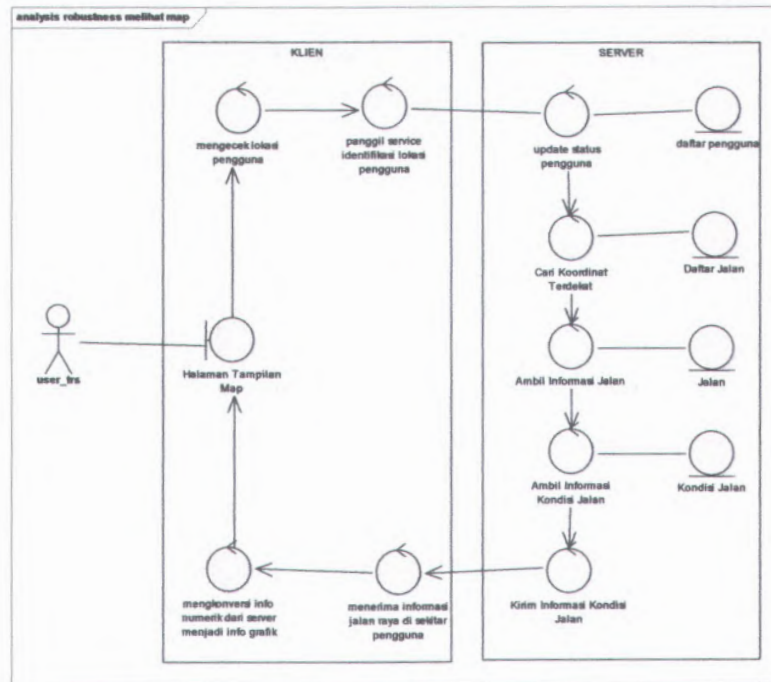 analysis robustness melihat map
KLIEN
SERVER
mengecek lokasi
pengguna
panggil service
identifikasi lokasi
pengguna
update status
pengguna
daftar pengguna
Cari Koordinat
Terdekat
Daftar Jalan
user_trs
Halaman Tampilan
Map
Ambil Informasi Jalan
Jalan
Ambil Informasi
Kondisi Jalan
Kondisi Jalan
mengkonversi info
numerik dari server
menjadi info grafik
menerima informasi
jalan raya di sekitar
pengguna
Kirim Informasi Kondisi
Jalan